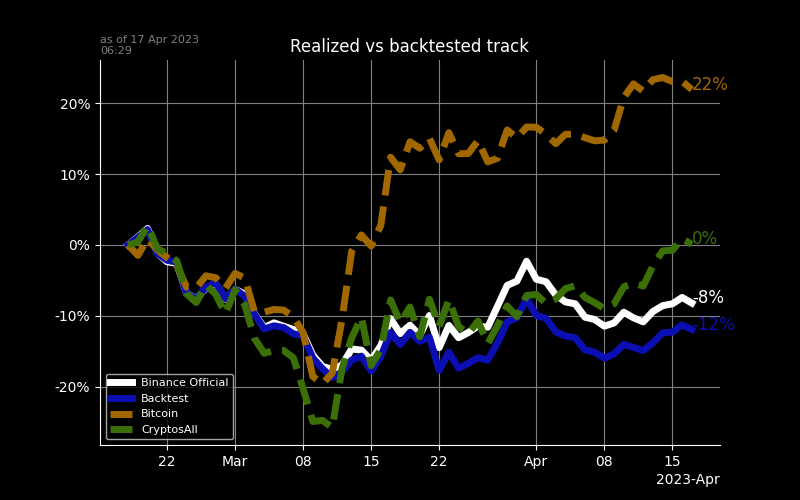 as of 17 Apr 2023
06:29
Realized vs backtested track
20%
10%
0%
-10%
-20%
22%
0%
-8%
-12%
Binance Official
Backtest
Bitcoin
CryptosAll
22
Mar
08
15
22
Apr
08
15
2023-Apr